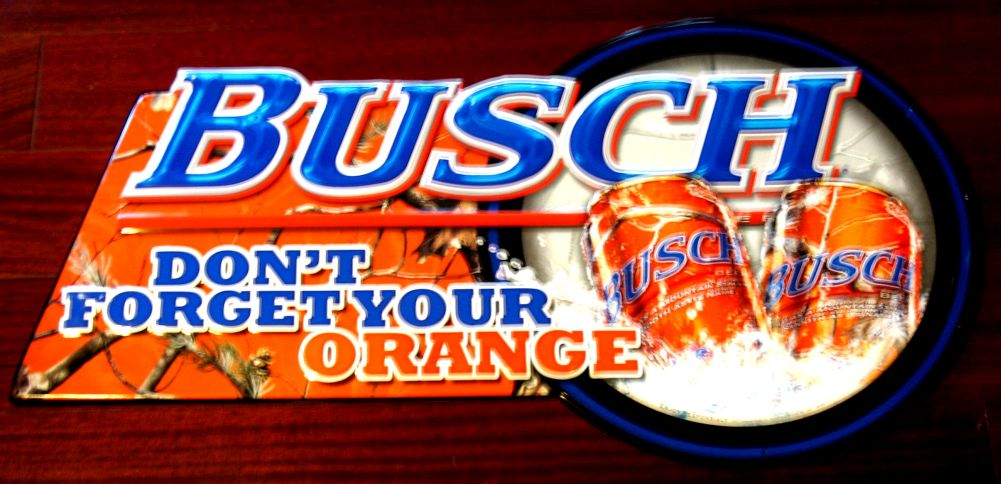 BUSCH
DON'T
FORGET YOUR
ORANGE
BUSCH
BUSCH